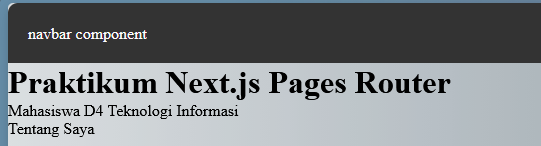 navbar component
Praktikum Next.js Pages Router
Mahasiswa D4 Teknologi Informasi
Tentang Saya